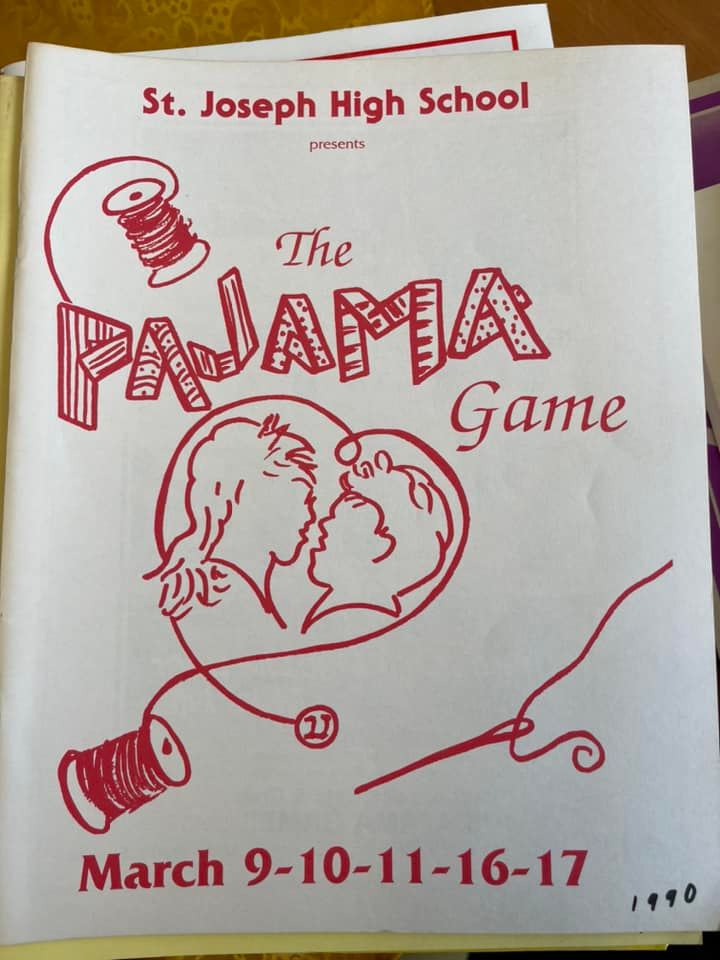 St. Joseph High School
presents
The
PAJAMA
Game
March 9-10-11-16-17
1990